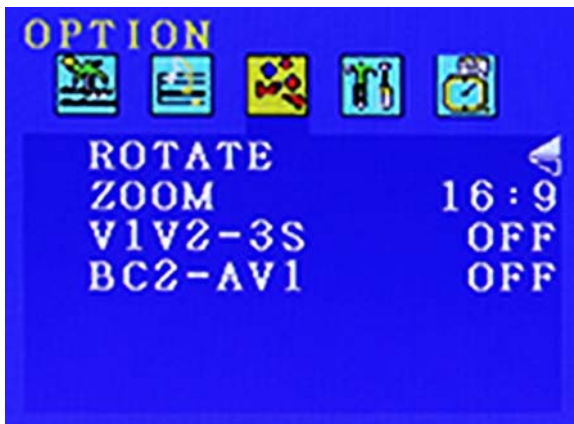 OPTION
ROTATE
ZOOM 16:9
V1V2-3S OFF
BC2-AV1 OFF